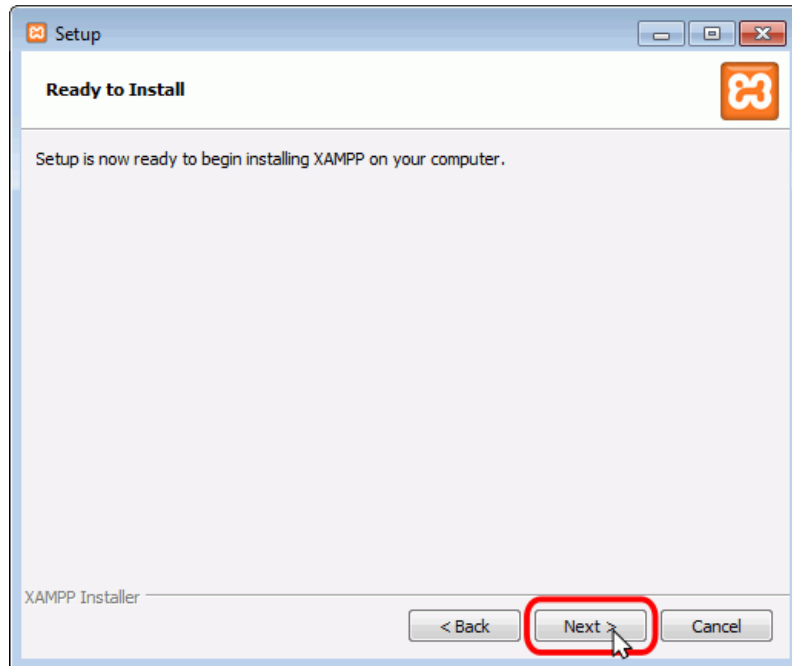 Setup
Ready to Install
Setup is now ready to begin installing XAMPP on your computer.
XAMPP Installer
< Back
Next >
Cancel